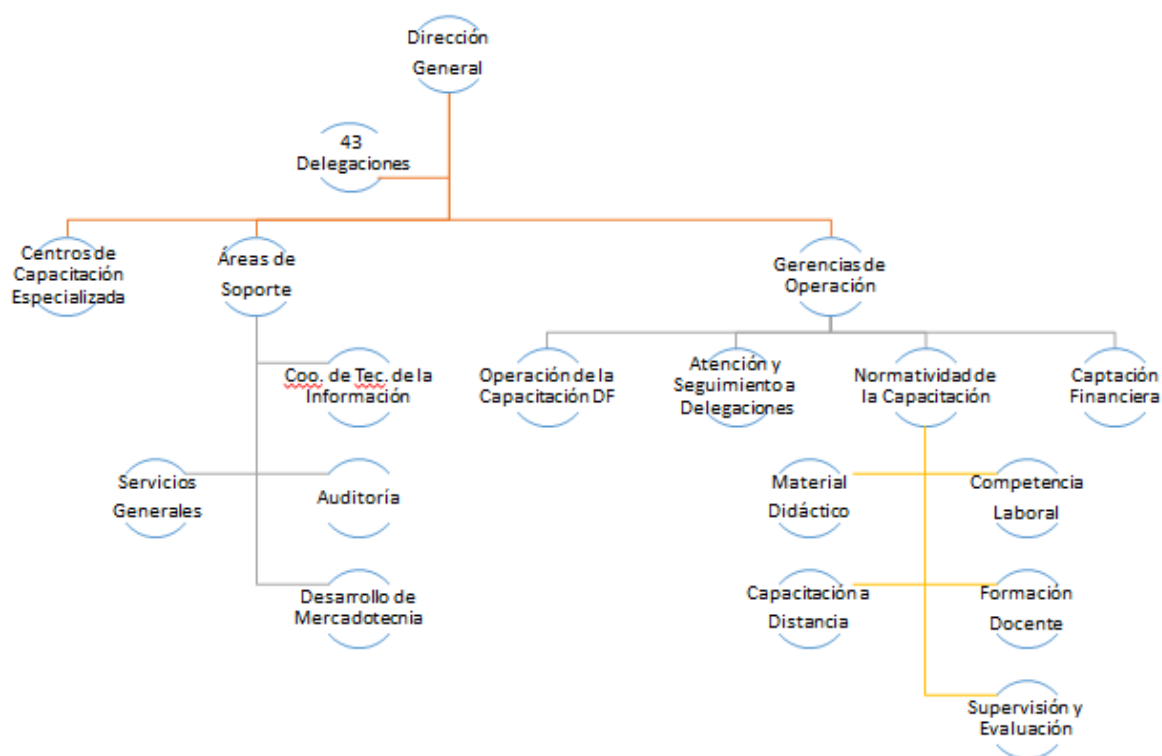 Dirección
General
43
Delegaciones
Centros de
Capacitación
Especializada
Áreas de
Soporte
Gerencias de
Operación
Coo. de Tec. de la
Información
Operación de la
Capacitación DF
Atención y
Seguimiento a
Delegaciones
Normatividad de
la Capacitación
Captación
Financiera
Servicios
Generales
Auditoría
Material
Didáctico
Competencia
Laboral
Desarrollo de
Mercadotecnia
Capacitación a
Distancia
Formación
Docente
Supervisión y
Evaluación